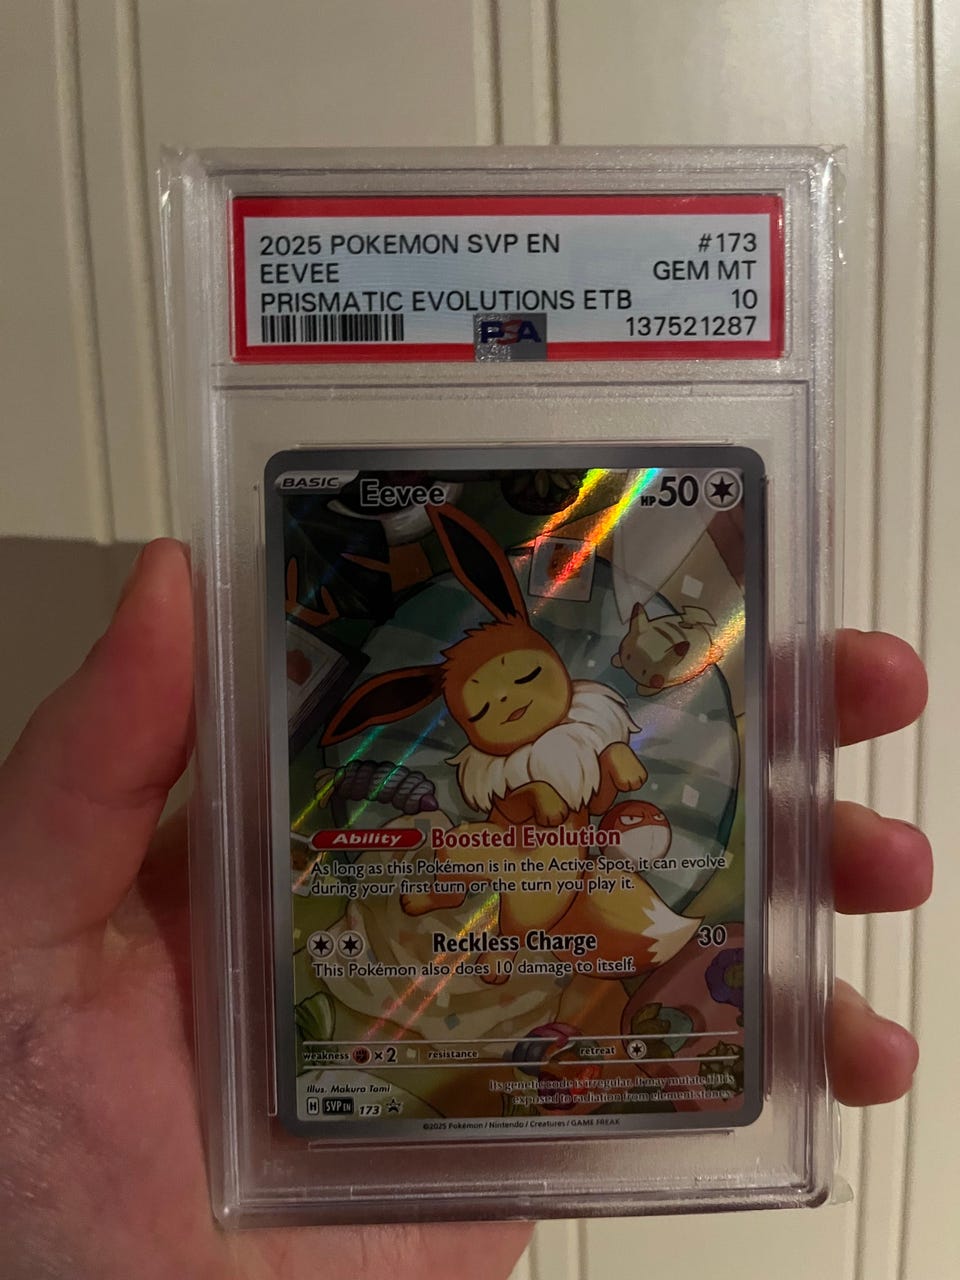 2025 POKEMON SVP EN #173
EEVEE GEM MT
PRISMATIC EVOLUTIONS ETB 10
137521287
PSA
BASIC Eevee HP 50
Ability Boosted Evolution
As long as this Pokémon is in the Active Spot, it can evolve
during your first turn or the turn you play it.
Reckless Charge 30
This Pokémon also does 10 damage to itself.
weakness ×2 resistance retreat
Illus. Makura Tami
Its genetic code is irregular. It may mutate if it is
exposed to radiation from element stones.
H SVP EN 173
©2025 Pokémon / Nintendo / Creatures / GAME FREAK